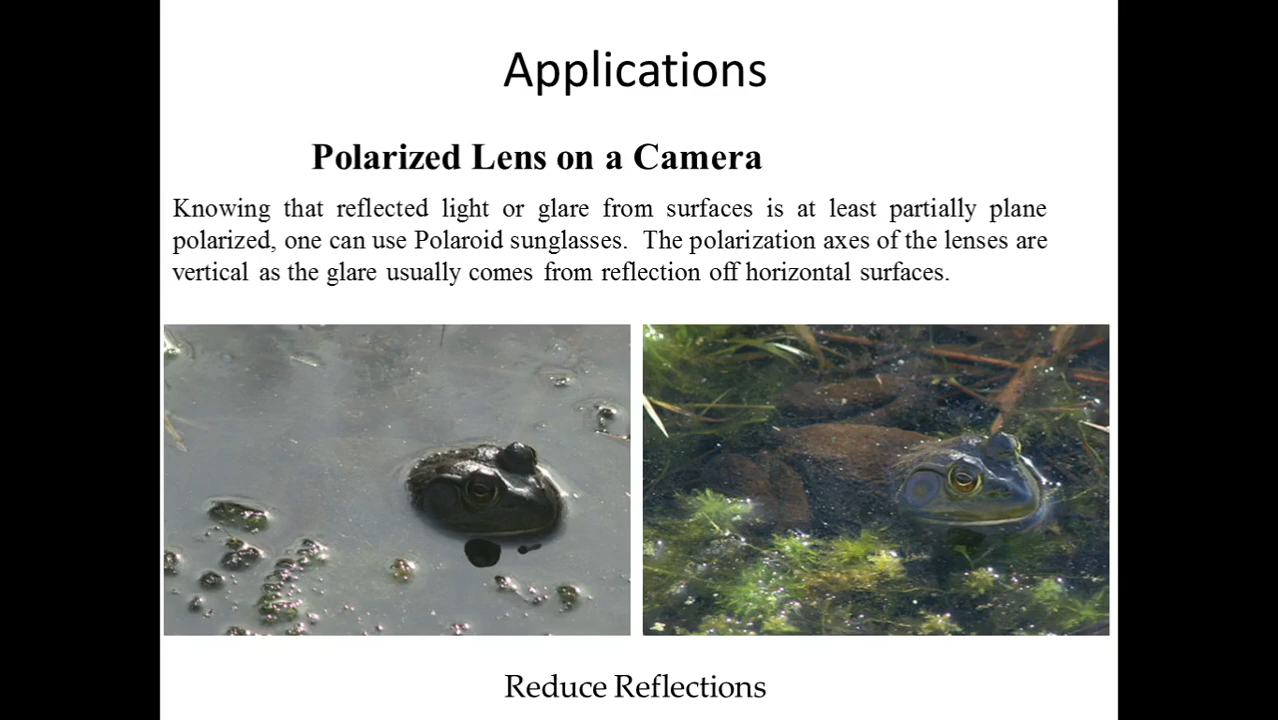 Applications
Polarized Lens on a Camera
Knowing that reflected light or glare from surfaces is at least partially plane
polarized, one can use Polaroid sunglasses. The polarization axes of the lenses are
vertical as the glare usually comes from reflection off horizontal surfaces.
Reduce Reflections